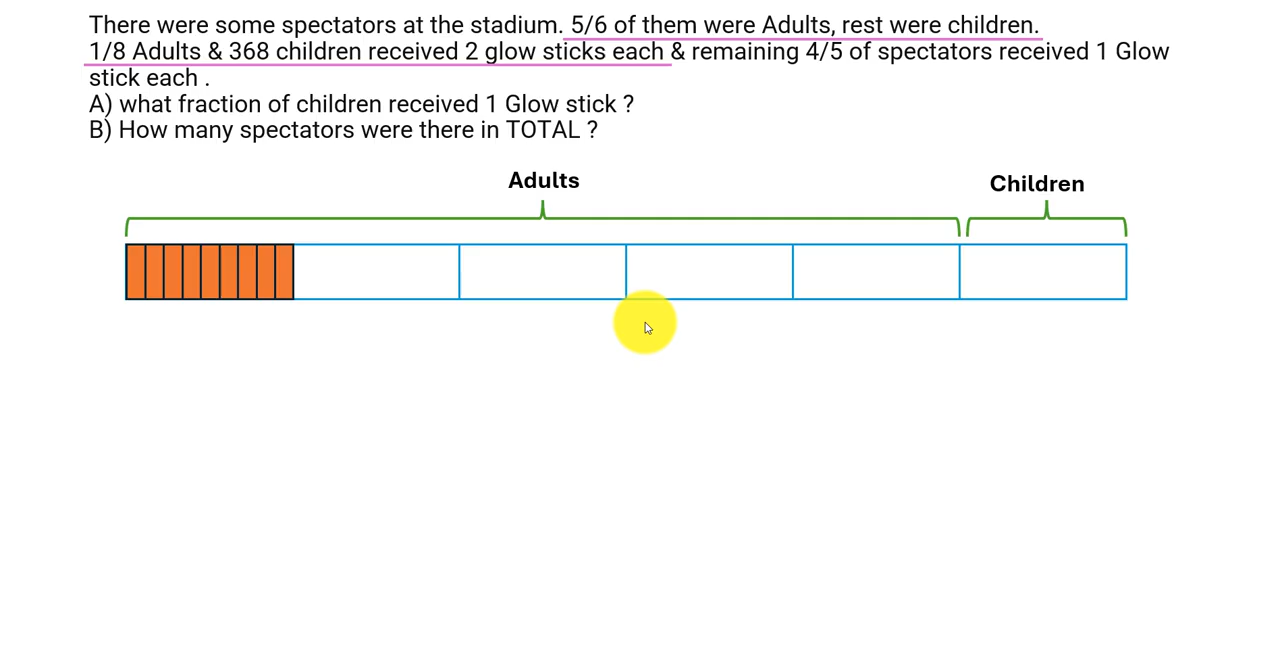 There were some spectators at the stadium. 5/6 of them were Adults, rest were children.
1/8 Adults & 368 children received 2 glow sticks each & remaining 4/5 of spectators received 1 Glow
stick each .
A) what fraction of children received 1 Glow stick ?
B) How many spectators were there in TOTAL ?
Adults
Children